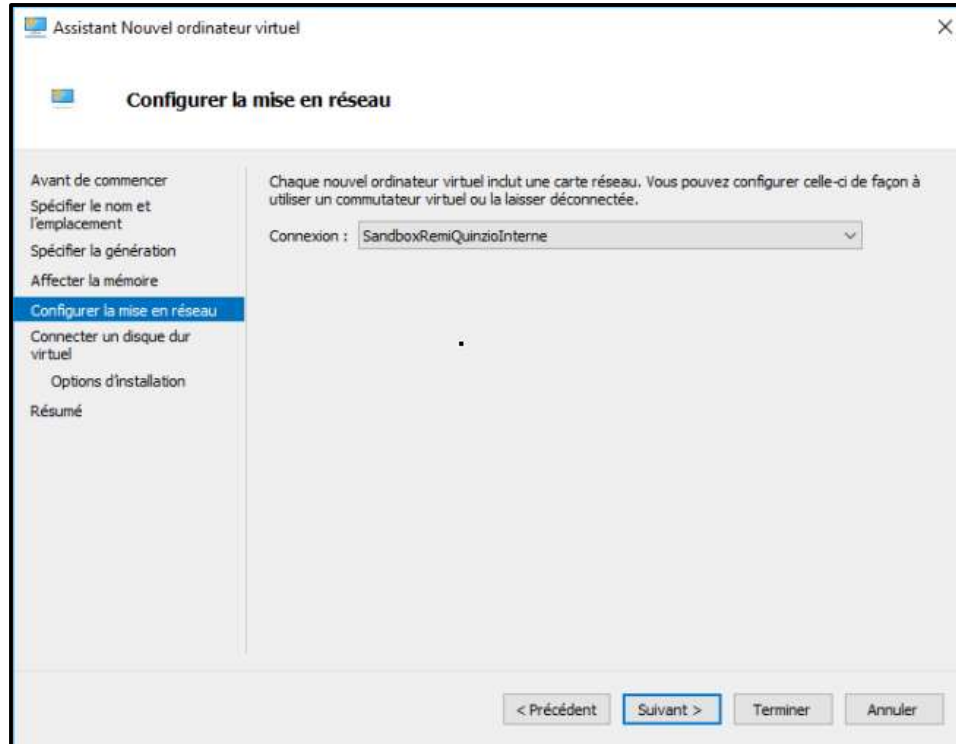 Assistant Nouvel ordinateur virtuel
Configurer la mise en réseau
Avant de commencer
Spécifier le nom et
l'emplacement
Spécifier la génération
Affecter la mémoire
Configurer la mise en réseau
Connecter un disque dur
virtuel
Options d'installation
Résumé
Chaque nouvel ordinateur virtuel inclut une carte réseau. Vous pouvez configurer celle-ci de façon à
utiliser un commutateur virtuel ou la laisser déconnectée.
Connexion : SandboxRemiQuinzioInterne
< Précédent Suivant > Terminer Annuler